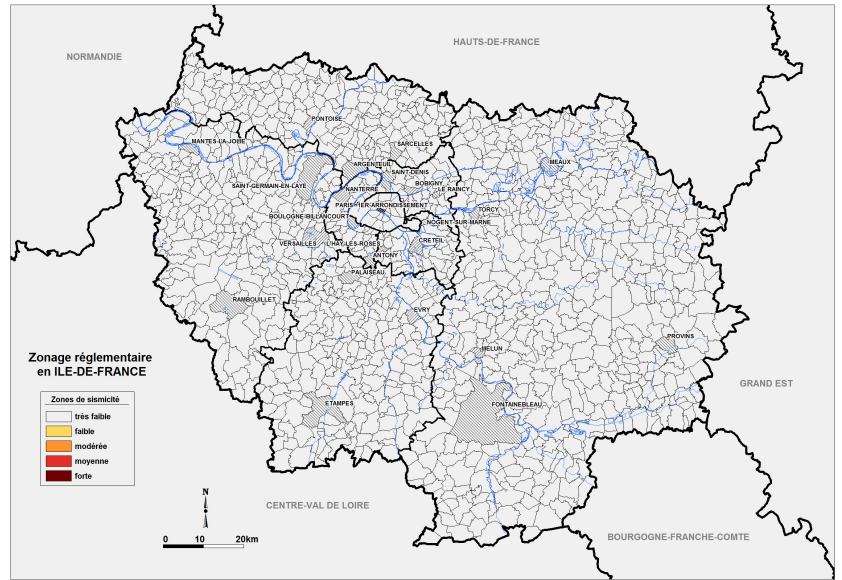 HAUTS-DE-FRANCE
NORMANDIE
PONTOISE
MANTES-LA-JOLIE
SARCELLES
ARGENTEUIL
MEAUX
SAINT-DENIS
SAINT-GERMAIN-EN-LAYE
BOBIGNY
NANTERRE
LE RAINCY
PARIS-1ER-ARRONDISSEMENT
TORCY
BOULOGNE-BILLANCOURT
NOGENT-SUR-MARNE
VERSAILLES
L'HAY-LES-ROSES
CRETEIL
ANTONY
PALAISEAU
RAMBOUILLET
EVRY
PROVINS
MELUN
Zonage réglementaire
en ILE-DE-FRANCE
GRAND EST
Zones de sismicité
très faible
faible
modérée
moyenne
forte
ETAMPES
FONTAINEBLEAU
N
CENTRE-VAL DE LOIRE
BOURGOGNE-FRANCHE-COMTE
0 10 20km